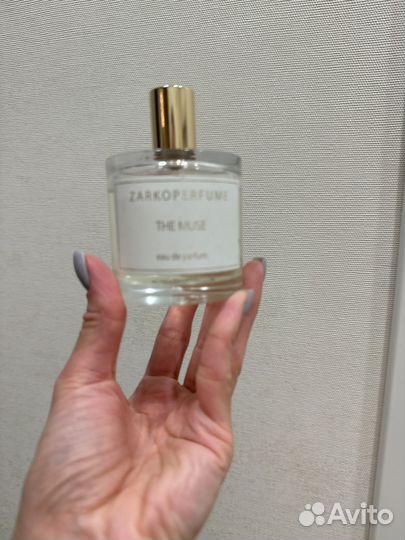 ZARKOPERFUME
THE MUSE
eau de parfum
Avito